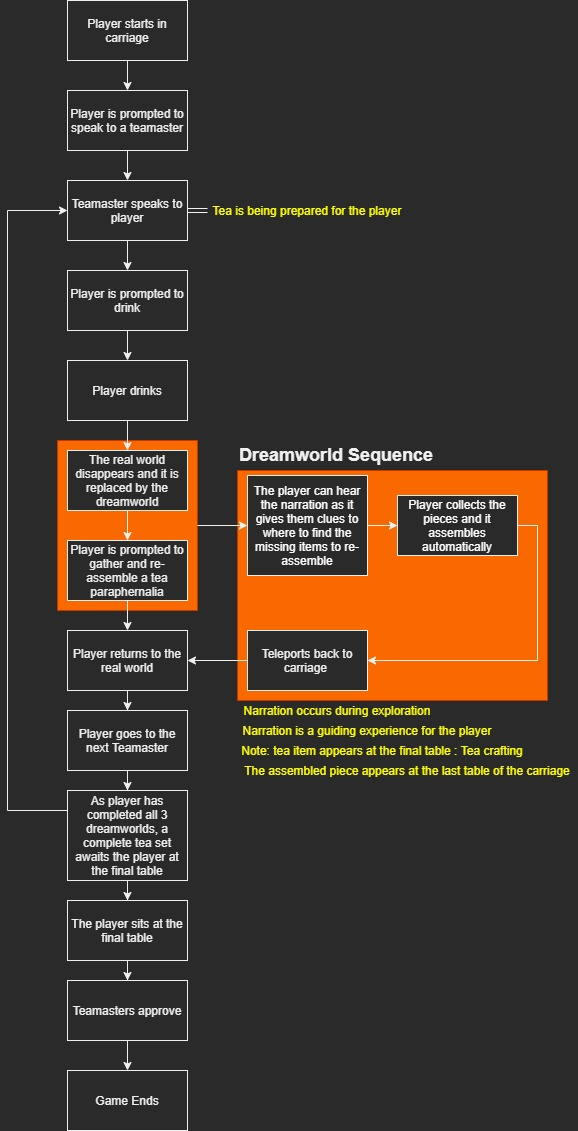 Player starts in
carriage
Player is prompted to
speak to a teamaster
Teamaster speaks to
player
Tea is being prepared for the player
Player is prompted to
drink
Player drinks
The real world
disappears and it is
replaced by the
dreamworld
Player is prompted to
gather and re-
assemble a tea
paraphernalia
Dreamworld Sequence
The player can hear
the narration as it
gives them clues to
where to find the
missing items to re-
assemble
Player collects the
pieces and it
assembles
automatically
Teleports back to
carriage
Player returns to the
real world
Narration occurs during exploration
Narration is a guiding experience for the player
Note: tea item appears at the final table : Tea crafting
The assembled piece appears at the last table of the carriage
Player goes to the
next Teamaster
As player has
completed all 3
dreamworlds, a
complete tea set
awaits the player at
the final table
The player sits at the
final table
Teamasters approve
Game Ends